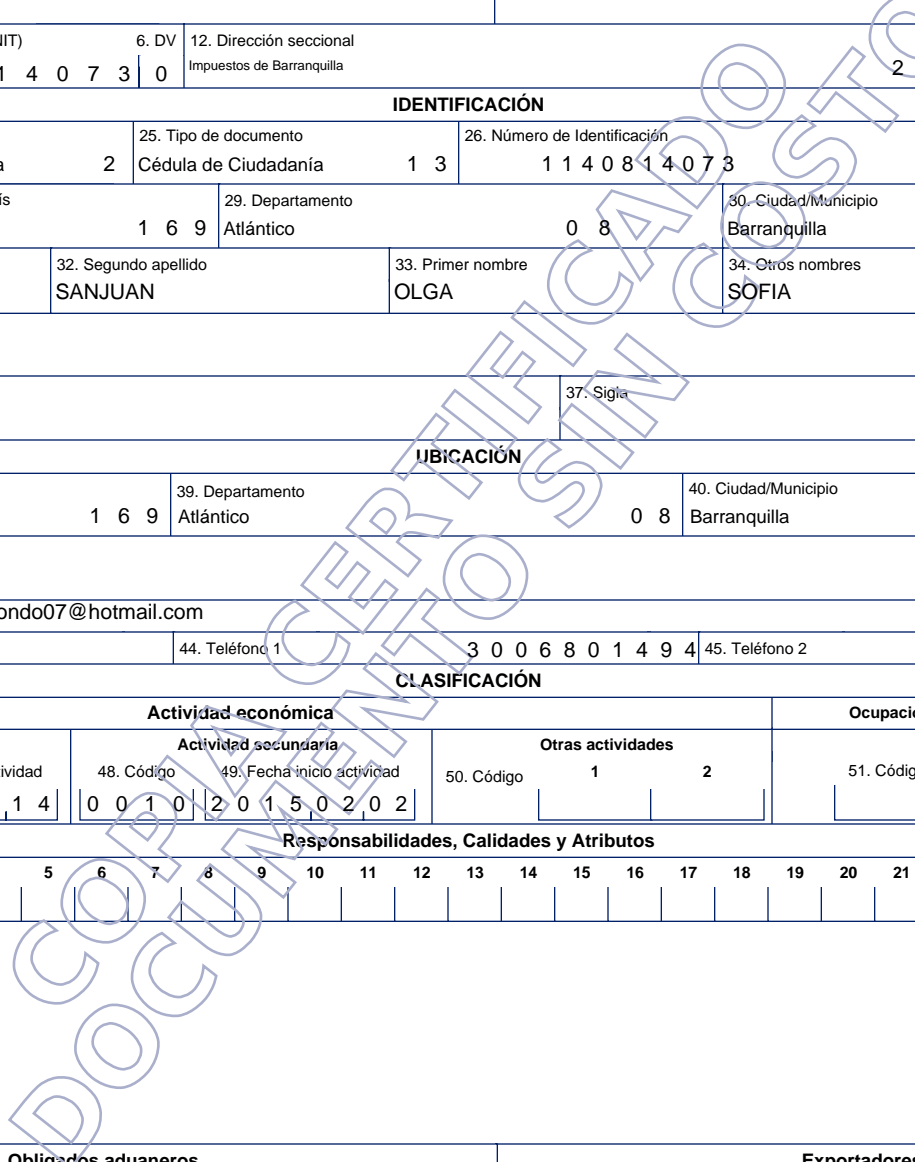 NIT) 6. DV 12. Dirección seccional
1 4 0 7 3 0 Impuestos de Barranquilla 2
IDENTIFICACIÓN
25. Tipo de documento 26. Número de Identificación
a 2 Cédula de Ciudadanía 1 3 1 1 4 0 8 1 4 0 7 3
ís 29. Departamento 30. Ciudad/Municipio
1 6 9 Atlántico 0 8 Barranquilla
32. Segundo apellido 33. Primer nombre 34. Otros nombres
SANJUAN OLGA SOFIA
37. Sigla
UBICACIÓN
39. Departamento 40. Ciudad/Municipio
1 6 9 Atlántico 0 8 Barranquilla
ondo07@hotmail.com
44. Teléfono 1 3 0 0 6 8 0 1 4 9 4 45. Teléfono 2
CLASIFICACIÓN
Actividad económica Ocupació
Actividad secundaria Otras actividades
ividad 48. Código 49. Fecha inicio actividad 50. Código 1 2 51. Códig
1 4 0 0 1 0 2 0 1 5 0 2 0 2
Responsabilidades, Calidades y Atributos
5 6 7 8 9 10 11 12 13 14 15 16 17 18 19 20 21
Obligados aduaneros Exportadores
COPIA CERTIFICADO
DOCUMENTO SIN COSTO